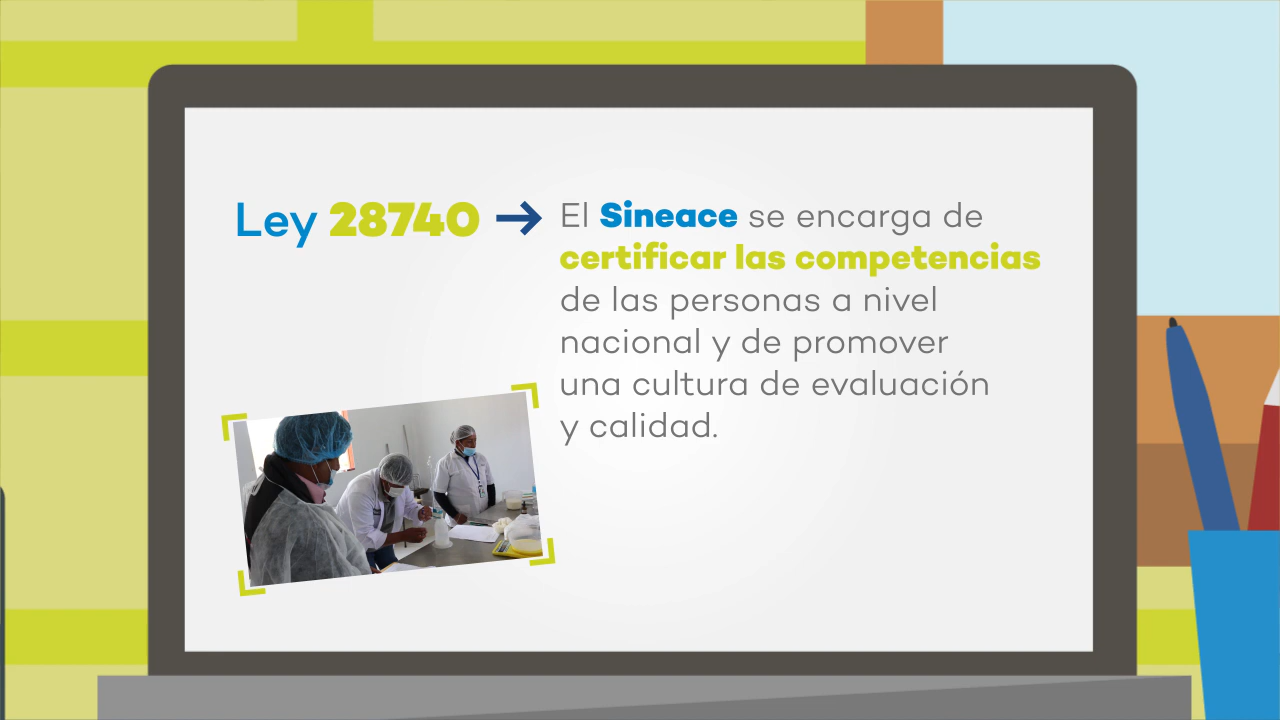 Ley 28740 → El Sineace se encarga de
certificar las competencias
de las personas a nivel
nacional y de promover
una cultura de evaluación
y calidad.